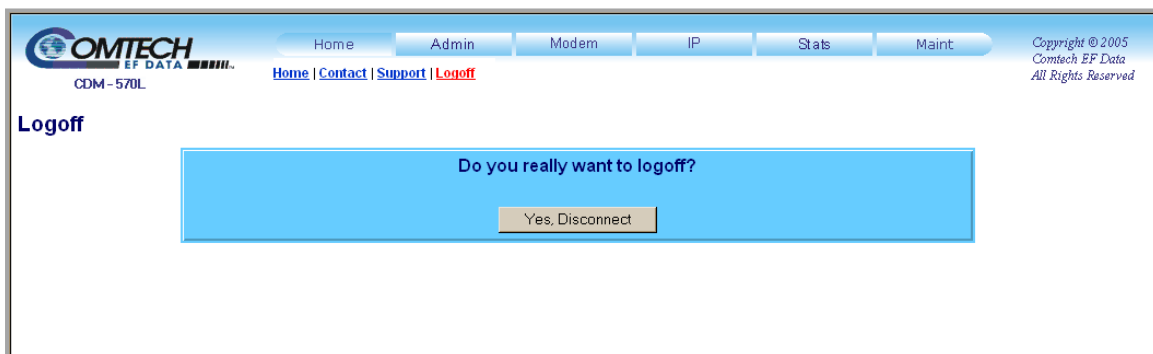 COMTECH
EF DATA
CDM - 570L
Home Admin Modem IP Stats Maint
Home | Contact | Support | Logoff
Copyright © 2005
Comtech EF Data
All Rights Reserved
Logoff
Do you really want to logoff?
Yes, Disconnect